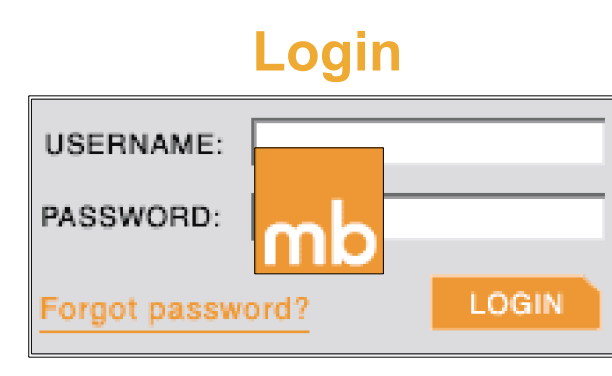 Login
USERNAME:
PASSWORD:
mb
Forgot password?
LOGIN